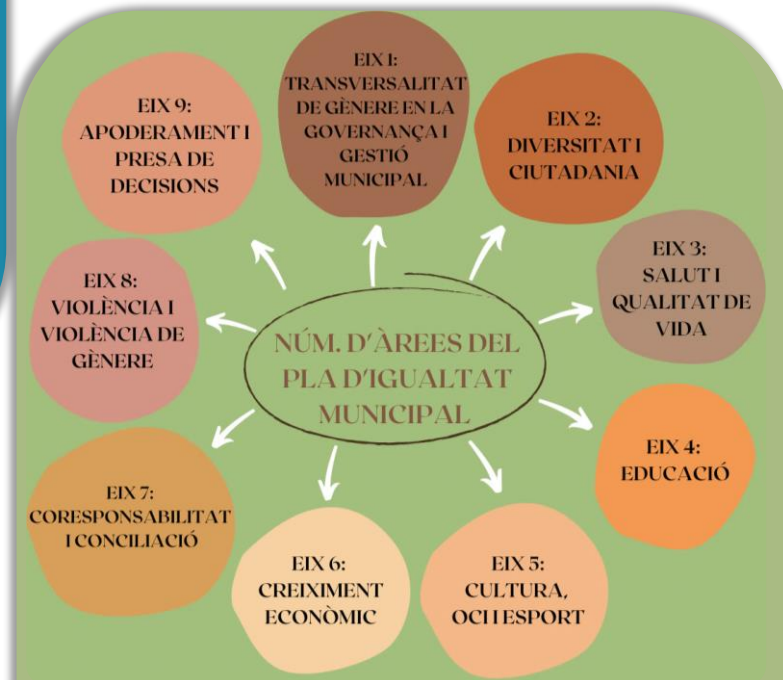 NÚM. D'ÀREES DEL
PLA D'IGUALTAT
MUNICIPAL
EIX 1:
TRANSVERSALITAT
DE GÈNERE EN LA
GOVERNANÇA I
GESTIÓ
MUNICIPAL
EIX 2:
DIVERSITAT I
CIUTADANIA
EIX 3:
SALUT I
QUALITAT DE
VIDA
EIX 4:
EDUCACIÓ
EIX 5:
CULTURA,
OCI I ESPORT
EIX 6:
CREIXIMENT
ECONÒMIC
EIX 7:
CORESPONSABILITAT
I CONCILIACIÓ
EIX 8:
VIOLÈNCIA I
VIOLÈNCIA DE
GÈNERE
EIX 9:
APODERAMENT I
PRESA DE
DECISIONS